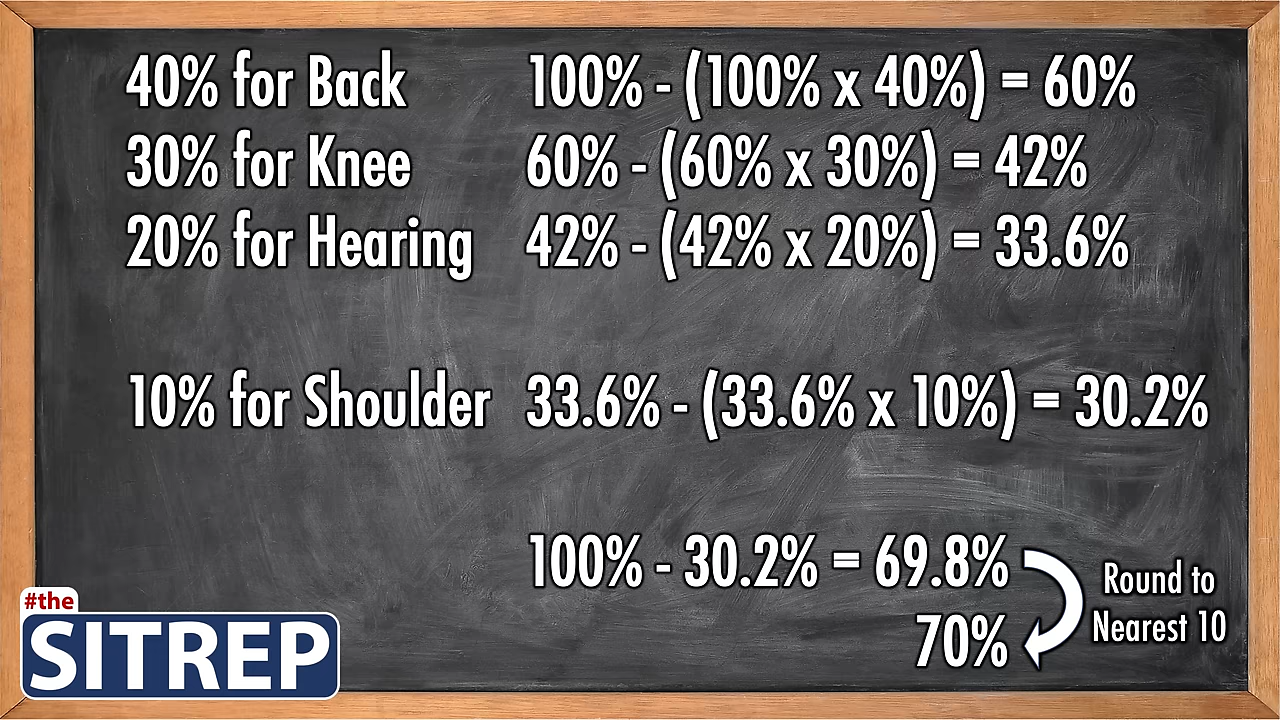 40% for Back 100% - (100% x 40%) = 60%
30% for Knee 60% - (60% x 30%) = 42%
20% for Hearing 42% - (42% x 20%) = 33.6%
10% for Shoulder 33.6% - (33.6% x 10%) = 30.2%
100% - 30.2% = 69.8%
70%
Round to
Nearest 10
#the
SITREP